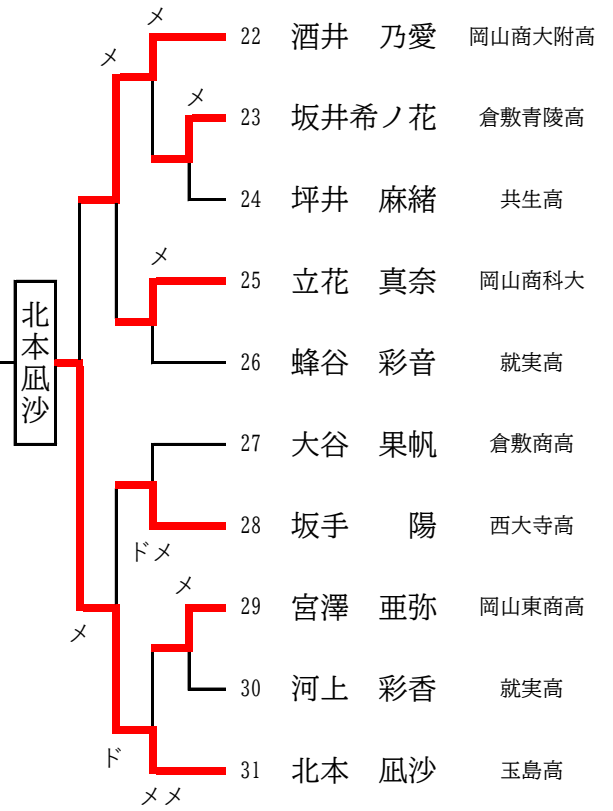 メ
22 酒井 乃愛 岡山商大附高
メ
メ
23 坂井希ノ花 倉敷青陵高
24 坪井 麻緒 共生高
メ
25 立花 真奈 岡山商科大
北本凪沙
26 蜂谷 彩音 就実高
27 大谷 果帆 倉敷商高
28 坂手 陽 西大寺高
ドメ
メ
29 宮澤 亜弥 岡山東商高
メ
30 河上 彩香 就実高
ド
31 北本 凪沙 玉島高
メメ